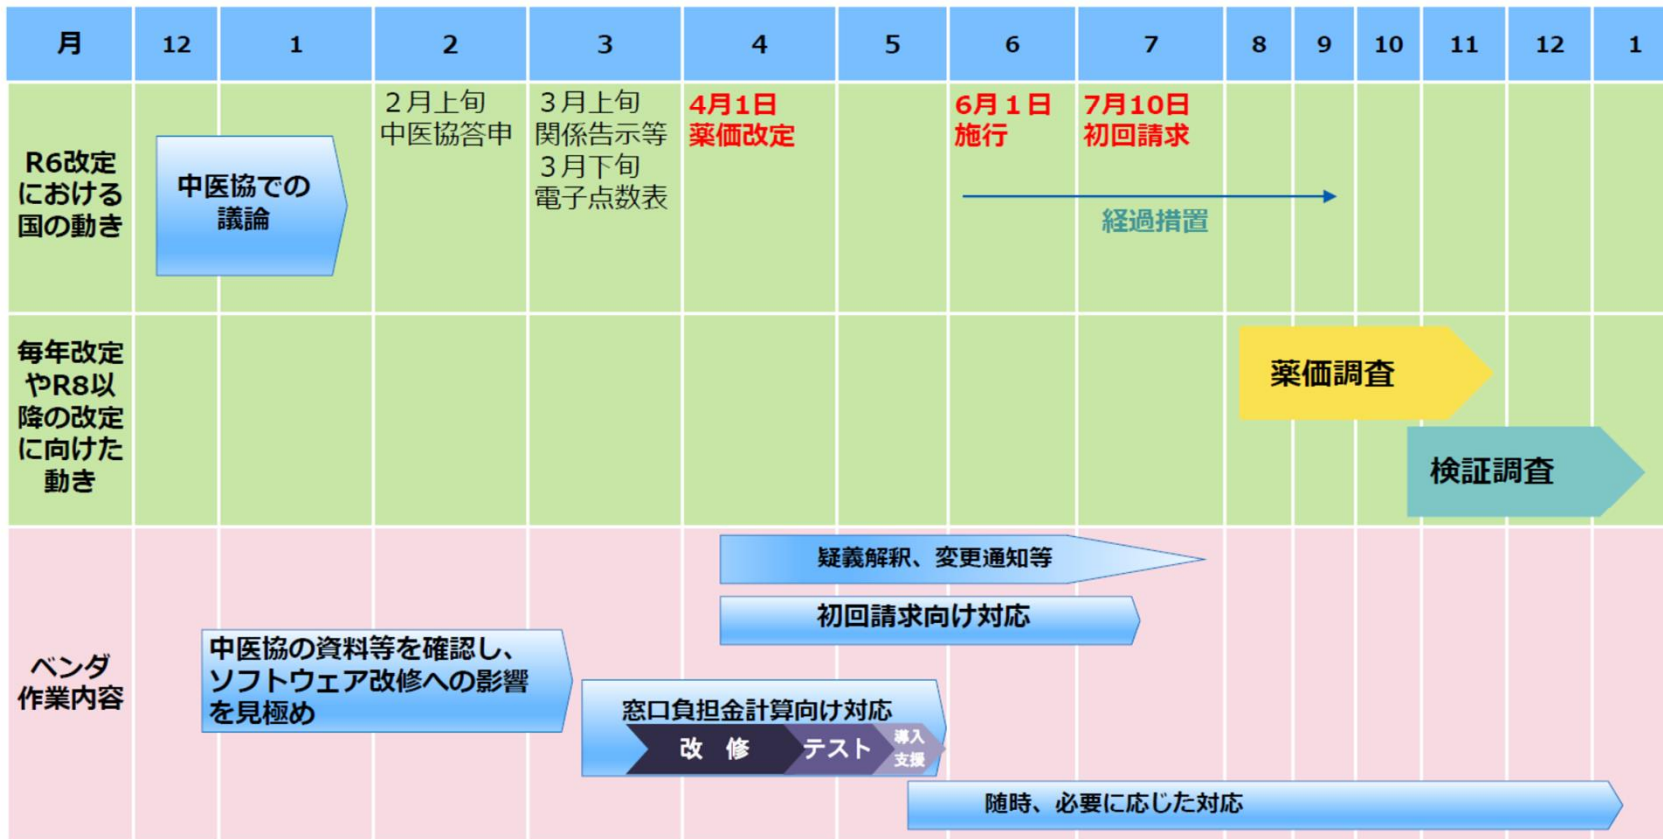 月 12 1 2 3 4 5 6 7 8 9 10 11 12 1
R6改定
における
国の動き
中医協での
議論
２月上旬
中医協答申
３月上旬
関係告示等
３月下旬
電子点数表
4月1日
薬価改定
6月１日
施行
7月10日
初回請求
経過措置
毎年改定
やR8以
降の改定
に向けた
動き
薬価調査
検証調査
ベンダ
作業内容
疑義解釈、変更通知等
初回請求向け対応
中医協の資料等を確認し、
ソフトウェア改修への影響
を見極め
窓口負担金計算向け対応
改 修
テスト
導入
支援
随時、必要に応じた対応